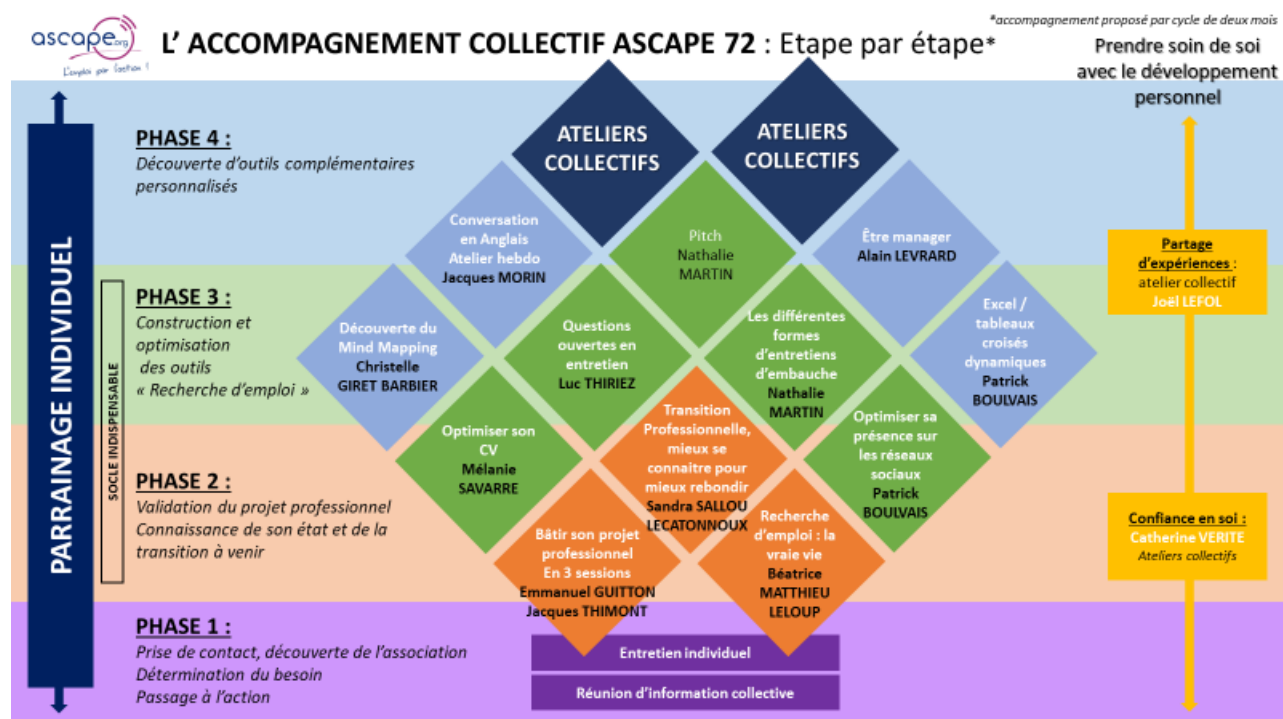 *accompagnement proposé par cycle de deux mois
ascape.org
L'emploi par l'action !
L' ACCOMPAGNEMENT COLLECTIF ASCAPE 72 : Etape par étape*
Prendre soin de soi
avec le développement
personnel
PARRAINAGE INDIVIDUEL
SOCLE INDISPENSABLE
PHASE 4 :
Découverte d'outils complémentaires
personnalisés
ATELIERS
COLLECTIFS
ATELIERS
COLLECTIFS
Conversation
en Anglais
Atelier hebdo
Jacques MORIN
Pitch
Nathalie
MARTIN
Être manager
Alain LEVRARD
Partage
d'expériences :
atelier collectif
Joël LEFOL
PHASE 3 :
Construction et
optimisation
des outils
« Recherche d'emploi »
Découverte du
Mind Mapping
Christelle
GIRET BARBIER
Questions
ouvertes en
entretien
Luc THIRIEZ
Les différentes
formes
d'entretiens
d'embauche
Nathalie
MARTIN
Excel /
tableaux
croisés
dynamiques
Patrick
BOULVAIS
Optimiser son
CV
Mélanie
SAVARRE
Transition
Professionnelle,
mieux se
connaitre pour
mieux rebondir
Sandra SALLOU
LECATONNOUX
Optimiser sa
présence sur
les réseaux
sociaux
Patrick
BOULVAIS
PHASE 2 :
Validation du projet professionnel
Connaissance de son état et de la
transition à venir
Bâtir son projet
professionnel
En 3 sessions
Emmanuel GUITTON
Jacques THIMONT
Recherche
d'emploi : la
vraie vie
Béatrice
MATTHIEU
LELOUP
Confiance en soi :
Catherine VERITE
Ateliers collectifs
PHASE 1 :
Prise de contact, découverte de l'association
Détermination du besoin
Passage à l'action
Entretien individuel
Réunion d'information collective